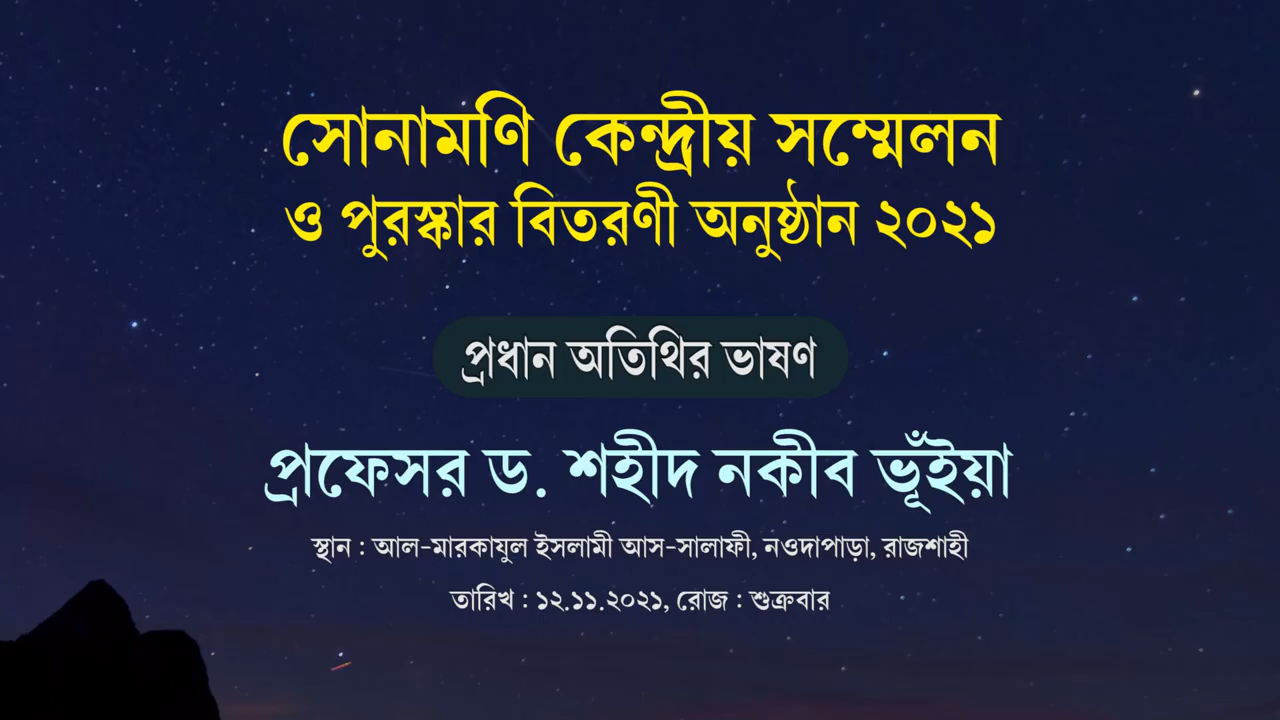 সোনামণি কেন্দ্রীয় সম্মেলন
ও পুরস্কার বিতরণী অনুষ্ঠান ২০২১
প্রধান অতিথির ভাষণ
প্রফেসর ড. শহীদ নকীব ভূঁইয়া
স্থান : আল-মারকাযুল ইসলামী আস-সালাফী, নওদাপাড়া, রাজশাহী
তারিখ : ১২.১১.২০২১, রোজ : শুক্রবার